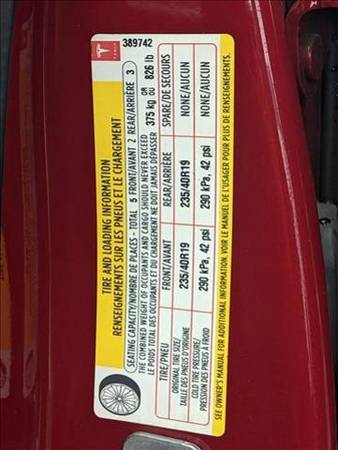 TESLA
389742
TIRE AND LOADING INFORMATION
RENSEIGNEMENTS SUR LES PNEUS ET LE CHARGEMENT
SEATING CAPACITY/NOMBRE DE PLACES - TOTAL 5 FRONT/AVANT 2 REAR/ARRIÈRE 3
THE COMBINED WEIGHT OF OCCUPANTS AND CARGO SHOULD NEVER EXCEED
LE POIDS TOTAL DES OCCUPANTS ET DU CHARGEMENT NE DOIT JAMAIS DÉPASSER
375 kg OR OU 826 lb
TIRE/PNEU FRONT/AVANT REAR/ARRIÈRE SPARE/DE SECOURS
ORIGINAL TIRE SIZE/
TAILLE DES PNEUS D'ORIGINE
235/40R19 235/40R19 NONE/AUCUN
COLD TIRE PRESSURE/
PRESSION DES PNEUS À FROID
290 kPa, 42 psi 290 kPa, 42 psi NONE/AUCUN
SEE OWNER'S MANUAL FOR ADDITIONAL INFORMATION. VOIR LE MANUEL DE L'USAGER POUR PLUS DE RENSEIGNEMENTS.